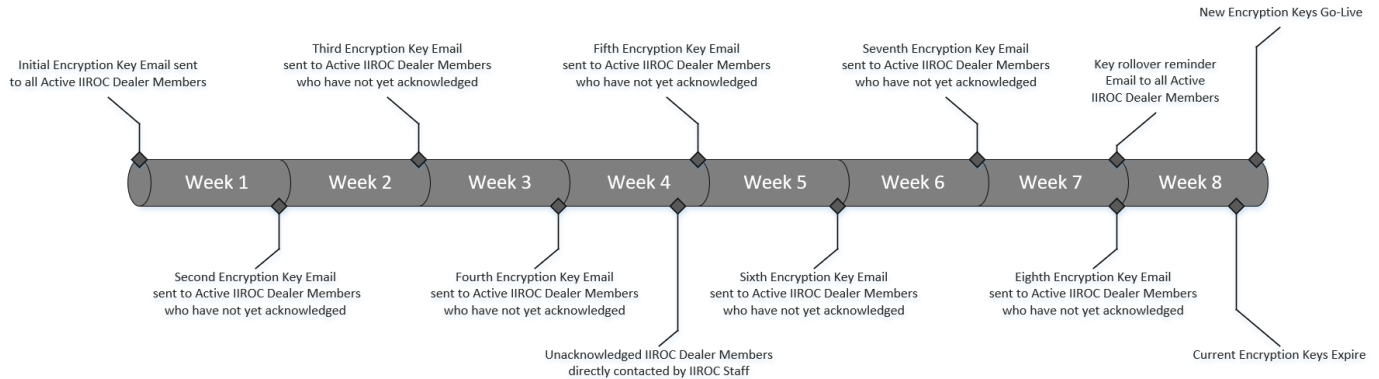 New Encryption Keys Go-Live
Initial Encryption Key Email sent
to all Active IIROC Dealer Members
Third Encryption Key Email
sent to Active IIROC Dealer Members
who have not yet acknowledged
Fifth Encryption Key Email
sent to Active IIROC Dealer Members
who have not yet acknowledged
Seventh Encryption Key Email
sent to Active IIROC Dealer Members
who have not yet acknowledged
Key rollover reminder
Email to all Active
IIROC Dealer Members
Week 1
Week 2
Week 3
Week 4
Week 5
Week 6
Week 7
Week 8
Second Encryption Key Email
sent to Active IIROC Dealer Members
who have not yet acknowledged
Fourth Encryption Key Email
sent to Active IIROC Dealer Members
who have not yet acknowledged
Sixth Encryption Key Email
sent to Active IIROC Dealer Members
who have not yet acknowledged
Eighth Encryption Key Email
sent to Active IIROC Dealer Members
who have not yet acknowledged
Unacknowledged IIROC Dealer Members
directly contacted by IIROC Staff
Current Encryption Keys Expire